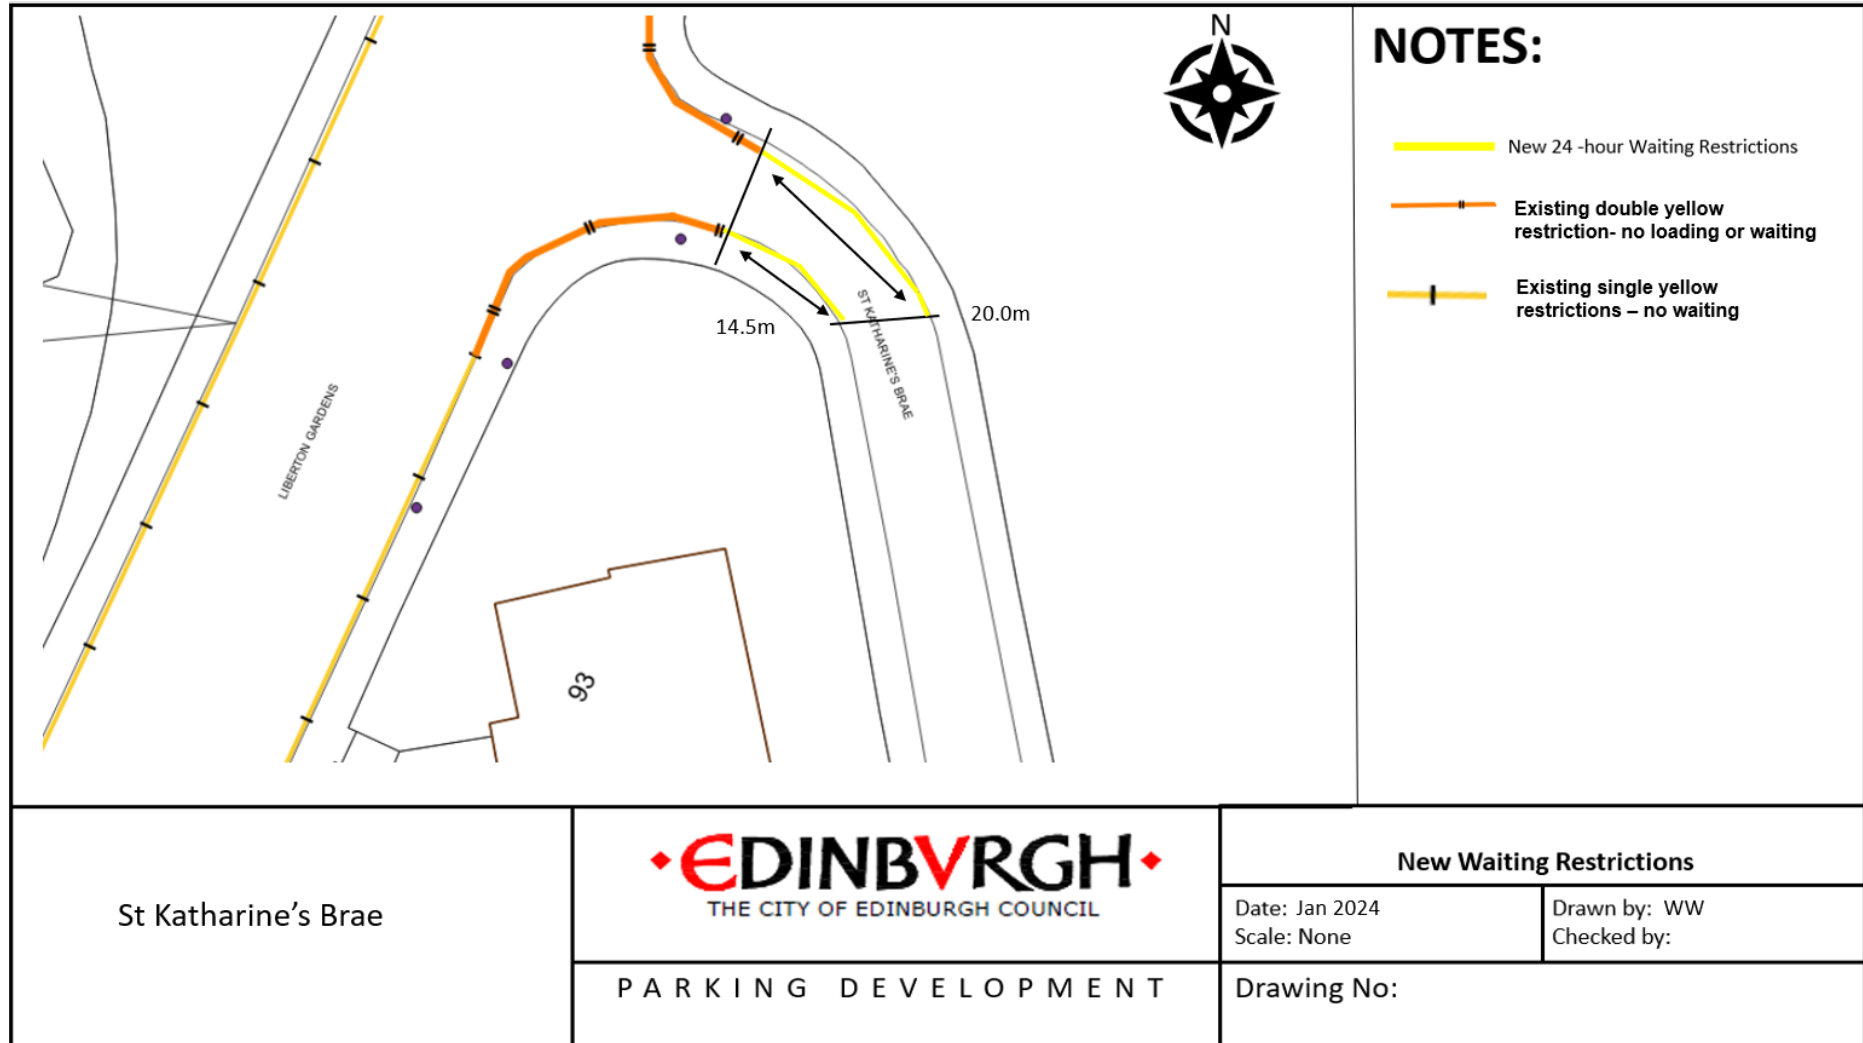 N
NOTES:
New 24 -hour Waiting Restrictions
Existing double yellow
restriction- no loading or waiting
Existing single yellow
restrictions – no waiting
14.5m
20.0m
ST KATHARINE'S BRAE
LIBERTON GARDENS
93
St Katharine’s Brae
EDINBVRGH
THE CITY OF EDINBURGH COUNCIL
PARKING DEVELOPMENT
New Waiting Restrictions
Date: Jan 2024
Scale: None
Drawn by: WW
Checked by:
Drawing No: